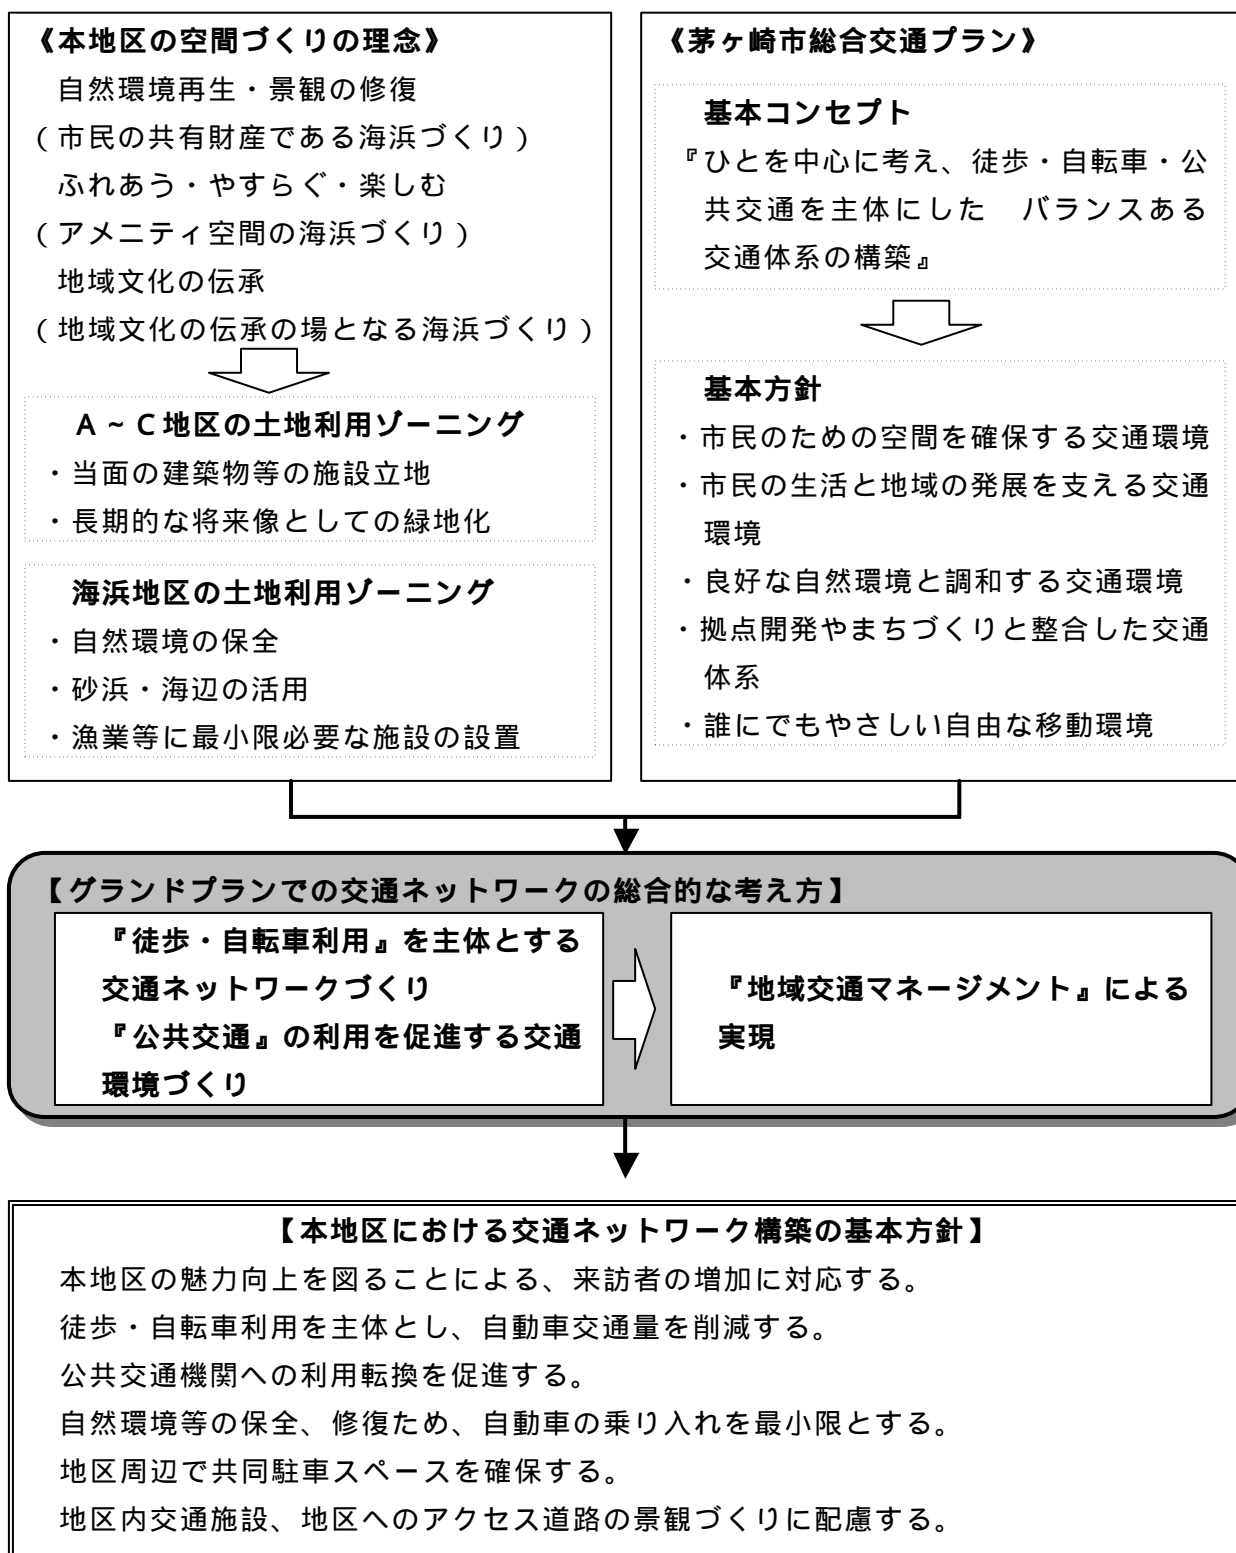 《本地区の空間づくりの理念》
自然環境再生・景観の修復
(市民の共有財産である海浜づくり)
ふれあう・やすらぐ・楽しむ
(アメニティ空間の海浜づくり)
地域文化の伝承
(地域文化の伝承の場となる海浜づくり)
A~C地区の土地利用ゾーニング
・当面の建築物等の施設立地
・長期的な将来像としての緑地化
海浜地区の土地利用ゾーニング
・自然環境の保全
・砂浜・海辺の活用
・漁業等に最小限必要な施設の設置
《茅ヶ崎市総合交通プラン》
基本コンセプト
『ひとを中心に考え、徒歩・自転車・公
共交通を主体にした バランスある
交通体系の構築』
基本方針
・市民のための空間を確保する交通環境
・市民の生活と地域の発展を支える交通
環境
・良好な自然環境と調和する交通環境
・拠点開発やまちづくりと整合した交通
体系
・誰にでもやさしい自由な移動環境
【グランドプランでの交通ネットワークの総合的な考え方】
『徒歩・自転車利用』を主体とする
交通ネットワークづくり
『公共交通』の利用を促進する交通
環境づくり
『地域交通マネージメント』による
実現
【本地区における交通ネットワーク構築の基本方針】
本地区の魅力向上を図ることによる、来訪者の増加に対応する。
徒歩・自転車利用を主体とし、自動車交通量を削減する。
公共交通機関への利用転換を促進する。
自然環境等の保全、修復ため、自動車の乗り入れを最小限とする。
地区周辺で共同駐車スペースを確保する。
地区内交通施設、地区へのアクセス道路の景観づくりに配慮する。